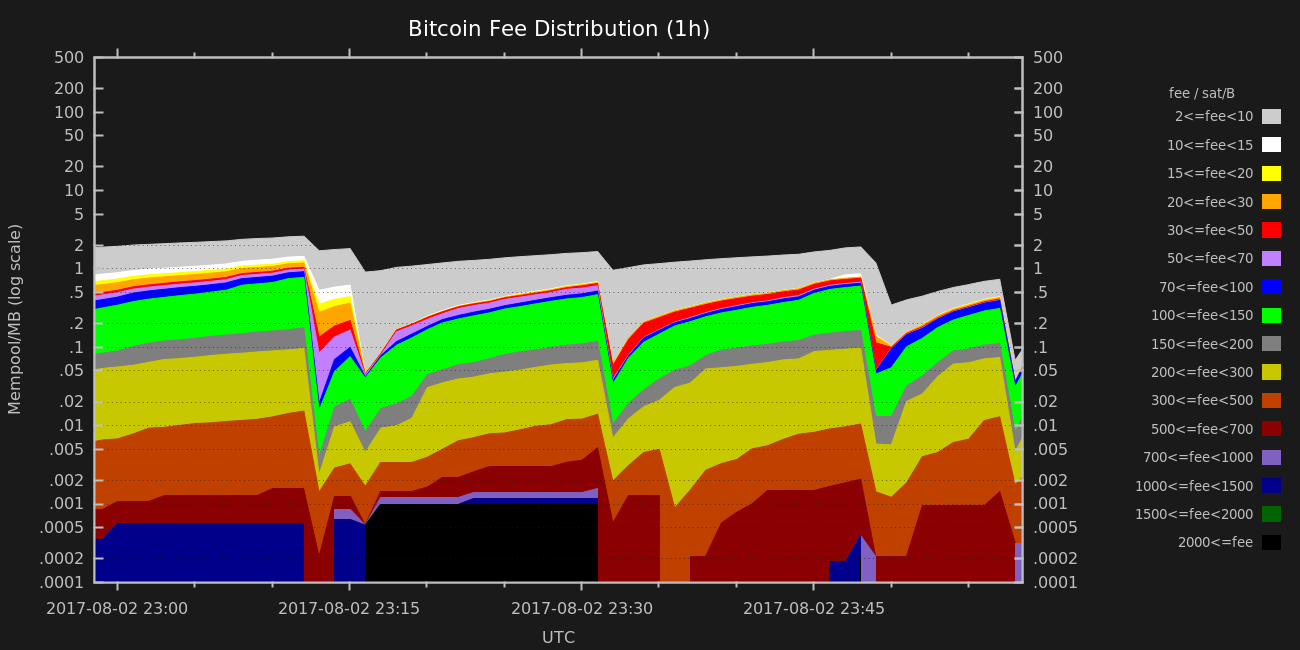 Bitcoin Fee Distribution (1h)
Mempool/MB (log scale)
500
200
100
50
20
10
5
2
1
.5
.2
.1
.05
.02
.01
.005
.002
.001
.0005
.0002
.0001
500
200
100
50
20
10
5
2
1
.5
.2
.1
.05
.02
.01
.005
.002
.001
.0005
.0002
.0001
2017-08-02 23:00
2017-08-02 23:15
2017-08-02 23:30
2017-08-02 23:45
UTC
fee / sat/B
2<=fee<10
10<=fee<15
15<=fee<20
20<=fee<30
30<=fee<50
50<=fee<70
70<=fee<100
100<=fee<150
150<=fee<200
200<=fee<300
300<=fee<500
500<=fee<700
700<=fee<1000
1000<=fee<1500
1500<=fee<2000
2000<=fee